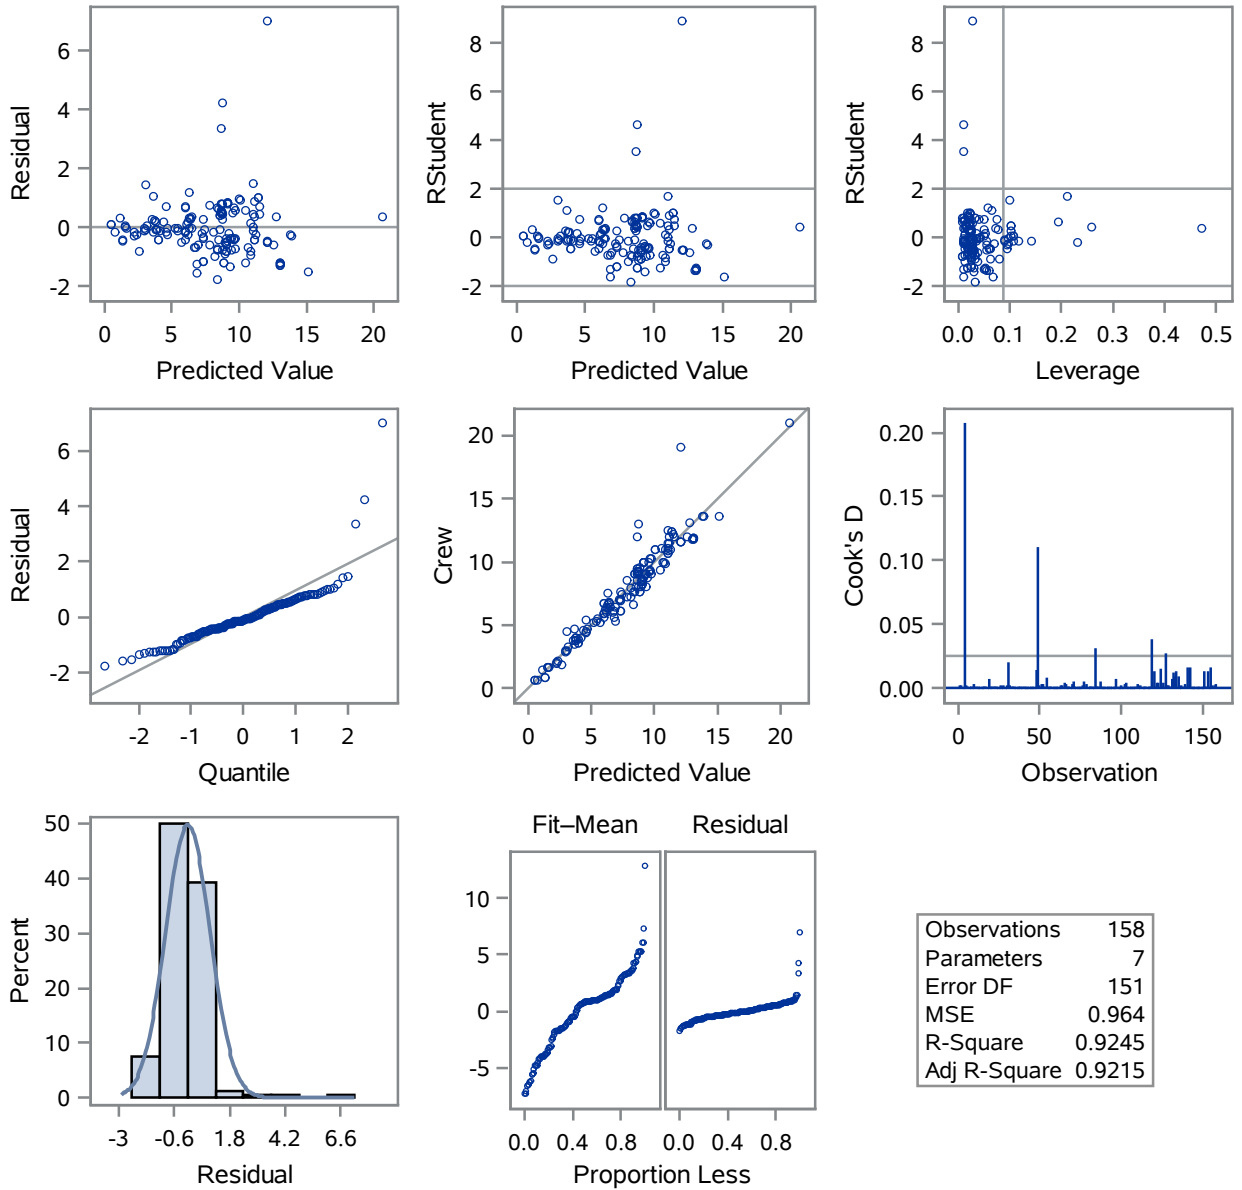 6
4
2
0
-2
Residual
0 5 10 15 20
Predicted Value
8
6
4
2
0
-2
RStudent
0 5 10 15 20
Predicted Value
8
6
4
2
0
-2
RStudent
0.0 0.1 0.2 0.3 0.4 0.5
Leverage
6
4
2
0
-2
Residual
-2 -1 0 1 2
Quantile
20
15
10
5
0
Crew
0 5 10 15 20
Predicted Value
0.20
0.15
0.10
0.05
0.00
Cook's D
0 50 100 150
Observation
50
40
30
20
10
0
Percent
-3 -0.6 1.8 4.2 6.6
Residual
Fit–Mean Residual
10
5
0
-5
0.0 0.4 0.8 0.0 0.4 0.8
Proportion Less
Observations 158
Parameters 7
Error DF 151
MSE 0.964
R-Square 0.9245
Adj R-Square 0.9215